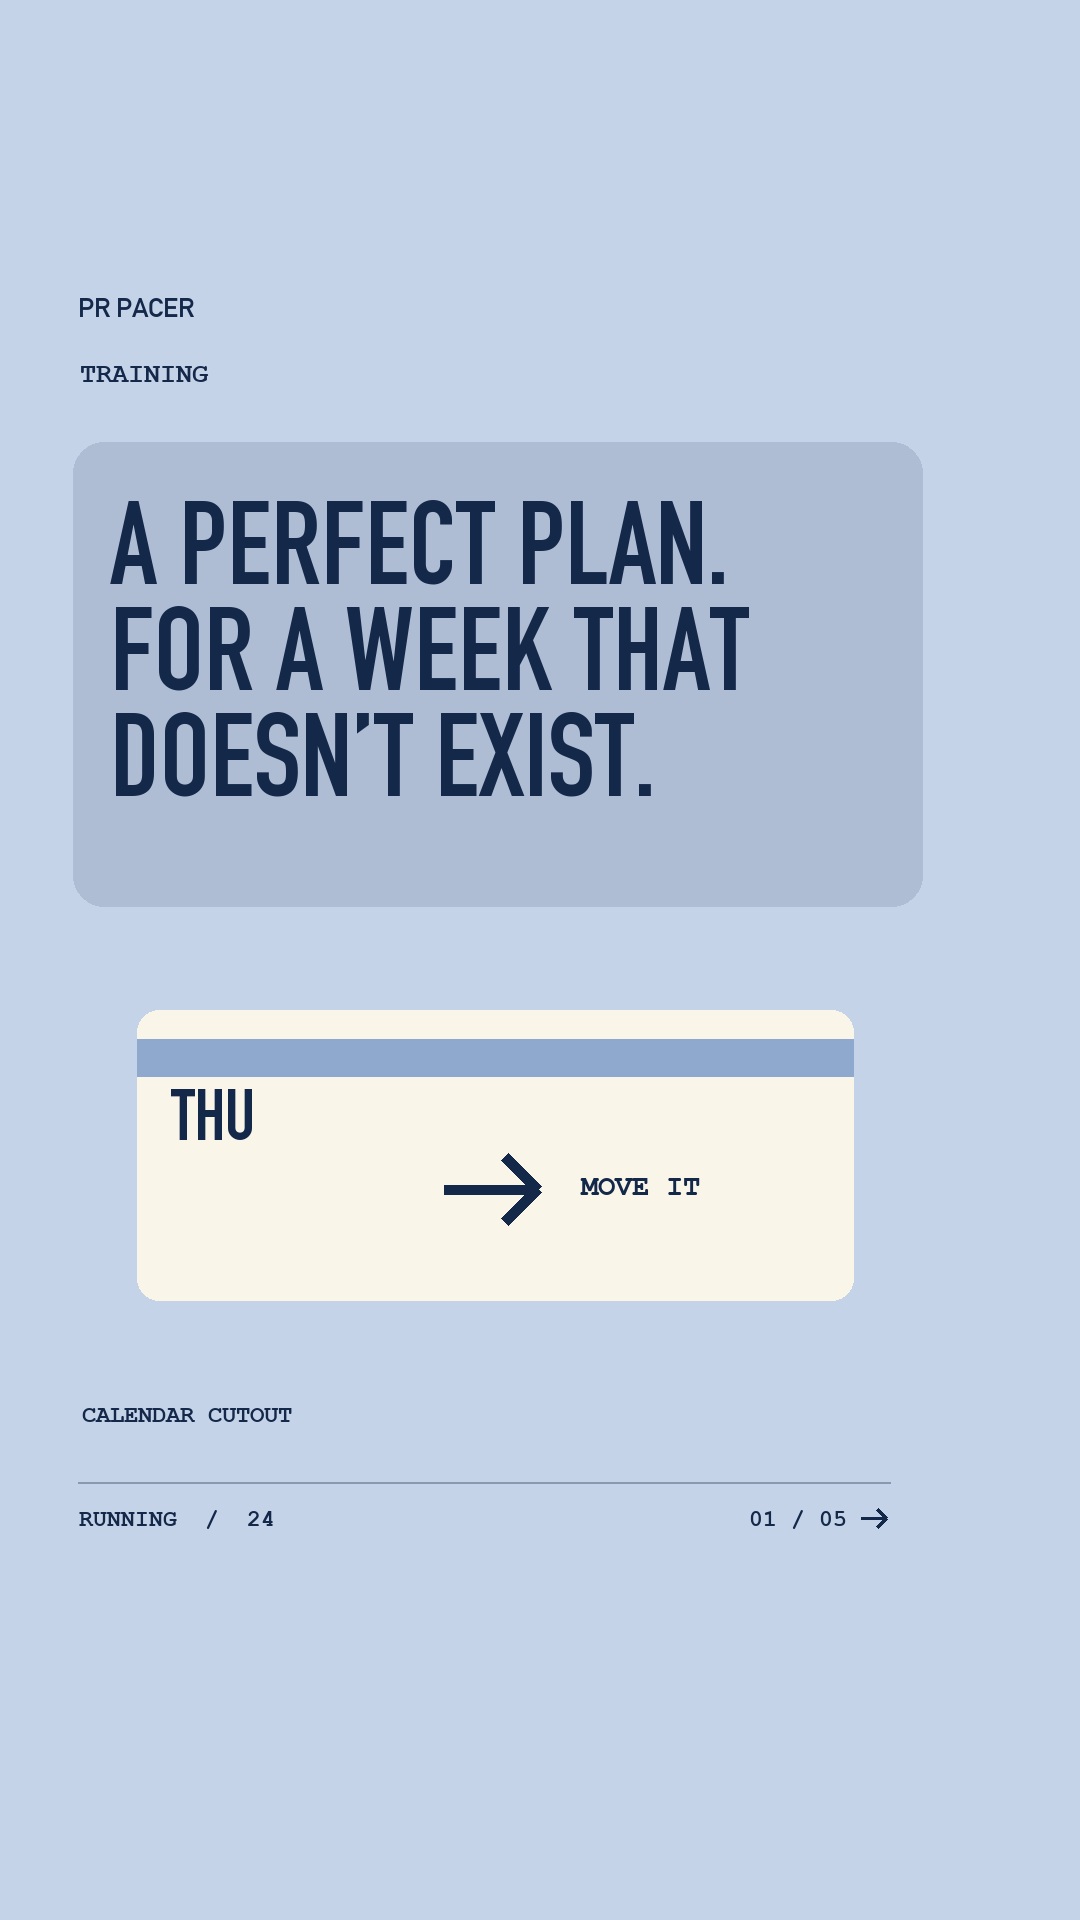 PR PACER
TRAINING
A PERFECT PLAN.
FOR A WEEK THAT
DOESN’T EXIST.
THU
MOVE IT
CALENDAR CUTOUT
RUNNING / 24
01 / 05 →